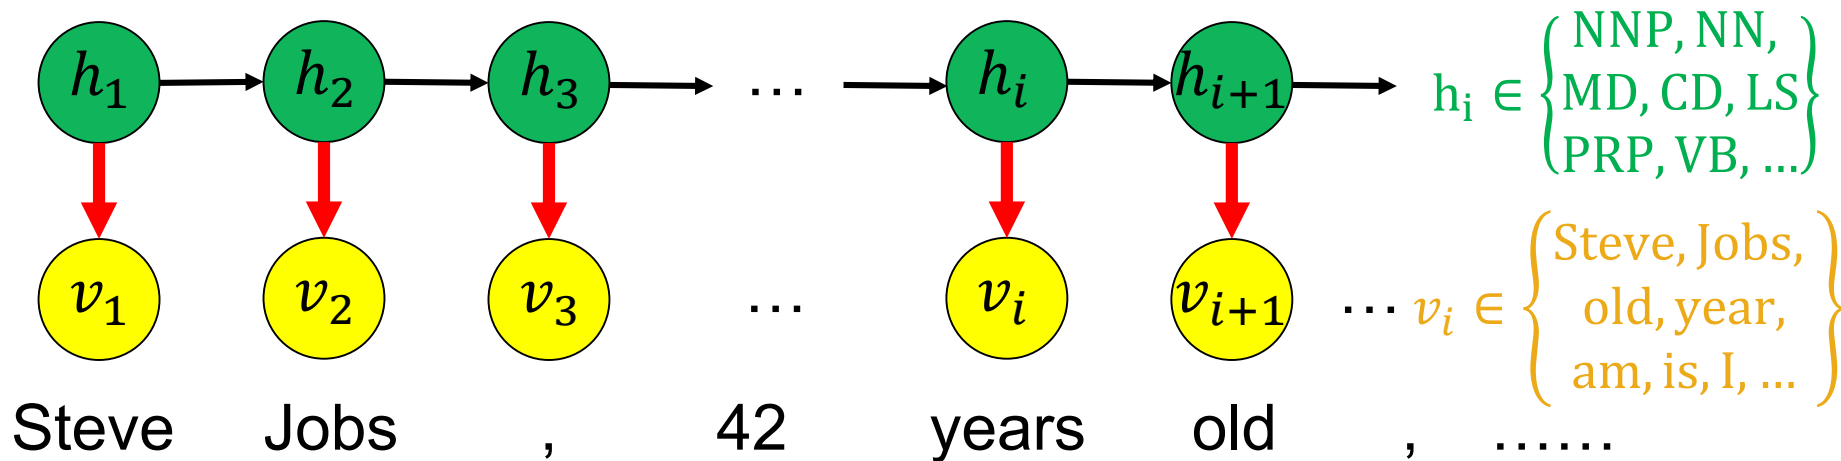 h₁ h₂ h₃ … hᵢ hᵢ₊₁ hᵢ ∈ {NNP, NN,
MD, CD, LS
PRP, VB, …}
v₁ v₂ v₃ … vᵢ vᵢ₊₁ … vᵢ ∈ {Steve, Jobs,
old, year,
am, is, I, …}
Steve Jobs , 42 years old , ……